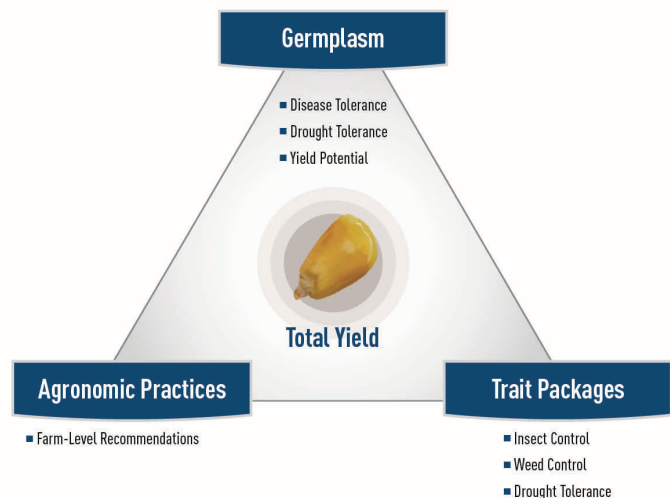 Germplasm
Disease Tolerance
Drought Tolerance
Yield Potential
Total Yield
Agronomic Practices
Farm-Level Recommendations
Trait Packages
Insect Control
Weed Control
Drought Tolerance